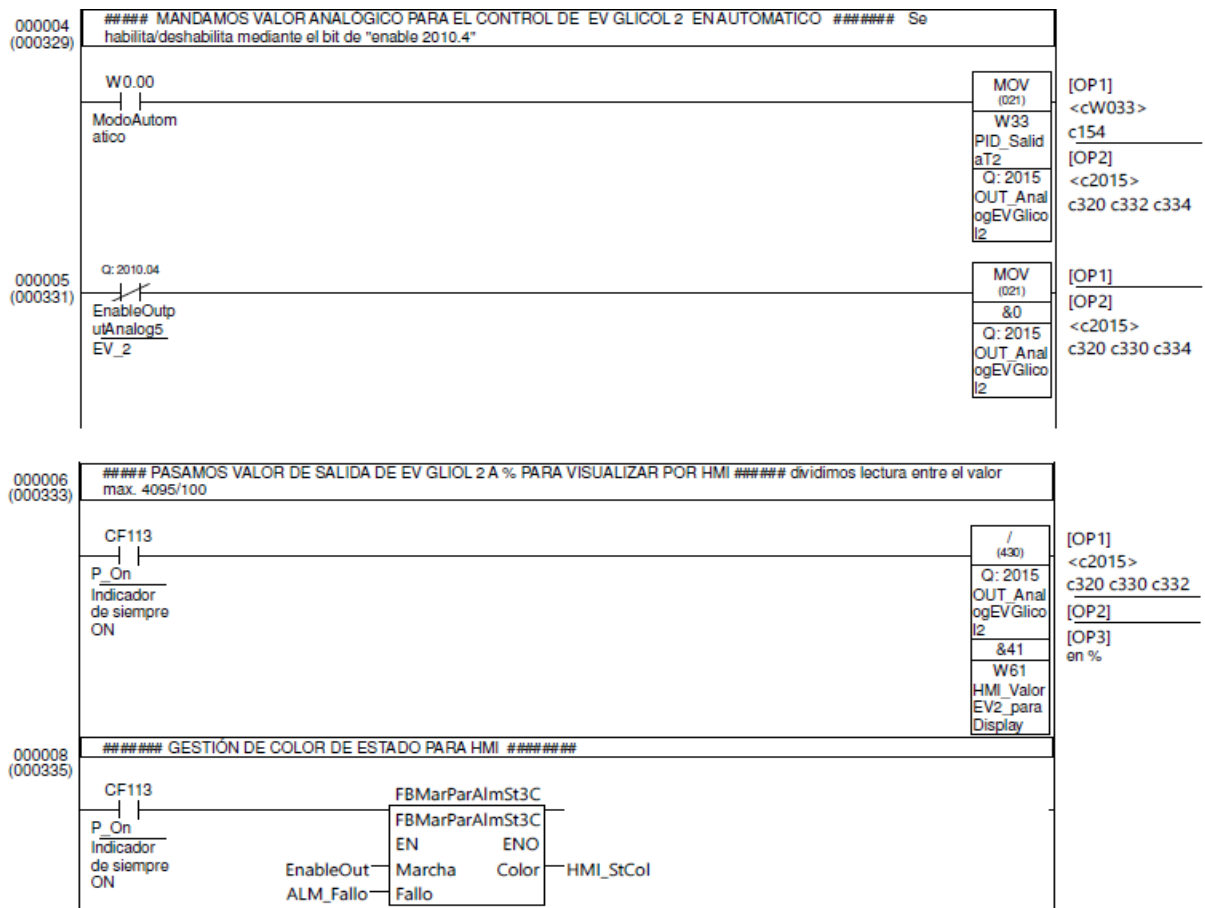 000004
(000329)
##### MANDAMOS VALOR ANALOGICO PARA EL CONTROL DE EV GLICOL 2 EN AUTOMATICO ####### Se
habilita/deshabilita mediante el bit de "enable 2010.4"
W0.00
ModoAutom
atico
MOV
(021)
W33
PID_Salid
aT2
Q: 2015
OUT_Anal
ogEVGlico
l2
[OP1]
<cW033>
c154
[OP2]
<c2015>
c320 c332 c334
000005
(000331)
Q: 2010.04
EnableOutp
utAnalog5
EV_2
MOV
(021)
&0
Q: 2015
OUT_Anal
ogEVGlico
l2
[OP1]
[OP2]
<c2015>
c320 c330 c334
000006
(000333)
##### PASAMOS VALOR DE SALIDA DE EV GLIOL 2 A % PARA VISUALIZAR POR HMI ###### dividimos lectura entre el valor
max. 4095/100
CF113
P_On
Indicador
de siempre
ON
/
(430)
Q: 2015
OUT_Anal
ogEVGlico
l2
&41
W61
HMI_Valor
EV2_para
Display
[OP1]
<c2015>
c320 c330 c332
[OP2]
[OP3]
en %
000008
(000335)
####### GESTIÓN DE COLOR DE ESTADO PARA HMI ########
CF113
P_On
Indicador
de siempre
ON
FBMarParAlmSt3C
FBMarParAlmSt3C
EN ENO
EnableOut Marcha Color HMI_StCol
ALM_Fallo Fallo